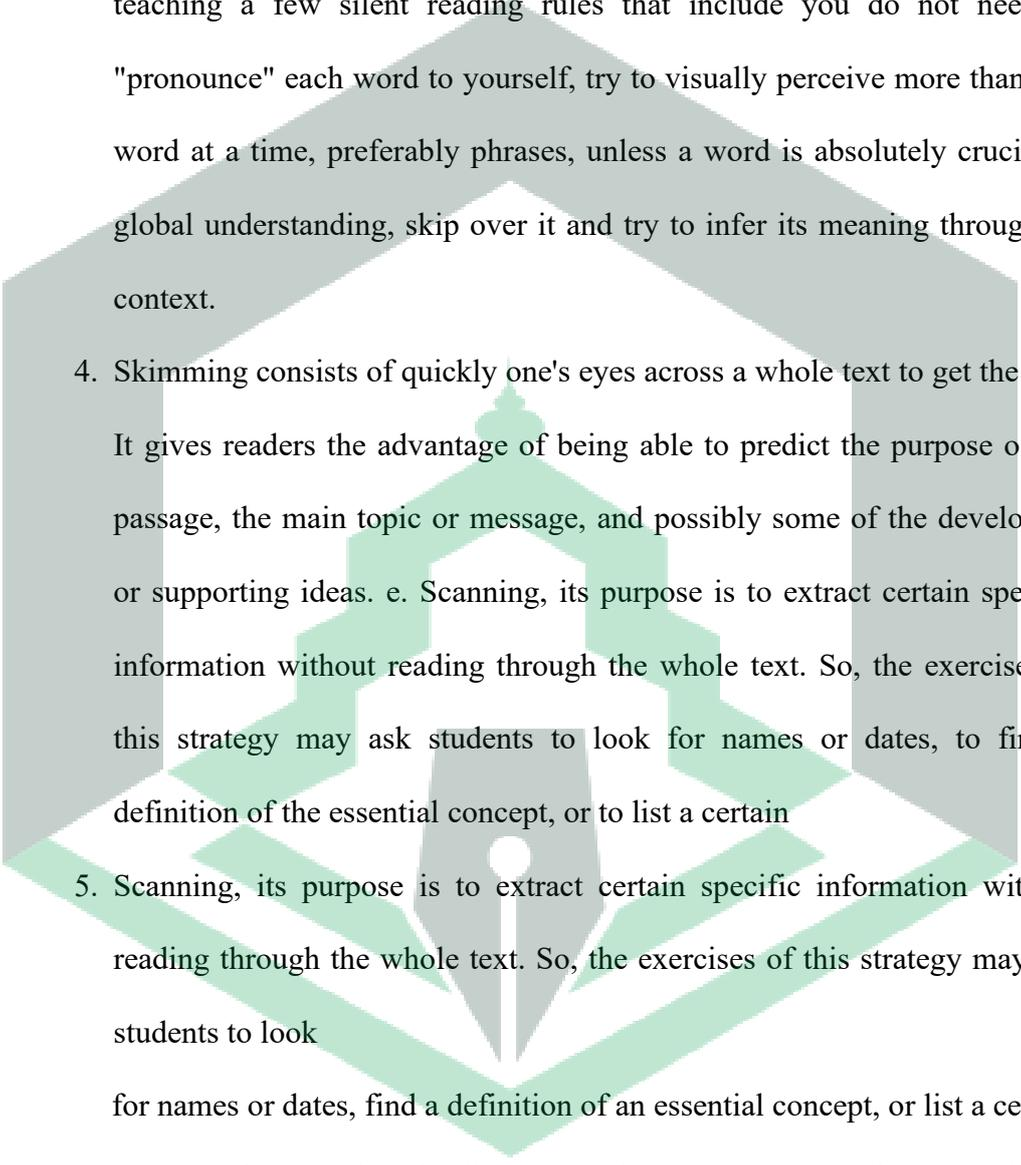 teaching a few silent reading rules that include you do not nee
"pronounce" each word to yourself, try to visually perceive more than
word at a time, preferably phrases, unless a word is absolutely cruci
global understanding, skip over it and try to infer its meaning throug
context.
4. Skimming consists of quickly one's eyes across a whole text to get the
It gives readers the advantage of being able to predict the purpose o
passage, the main topic or message, and possibly some of the develo
or supporting ideas. e. Scanning, its purpose is to extract certain spe
information without reading through the whole text. So, the exercise
this strategy may ask students to look for names or dates, to fin
definition of the essential concept, or to list a certain
5. Scanning, its purpose is to extract certain specific information wit
reading through the whole text. So, the exercises of this strategy may
students to look
for names or dates, find a definition of an essential concept, or list a ce